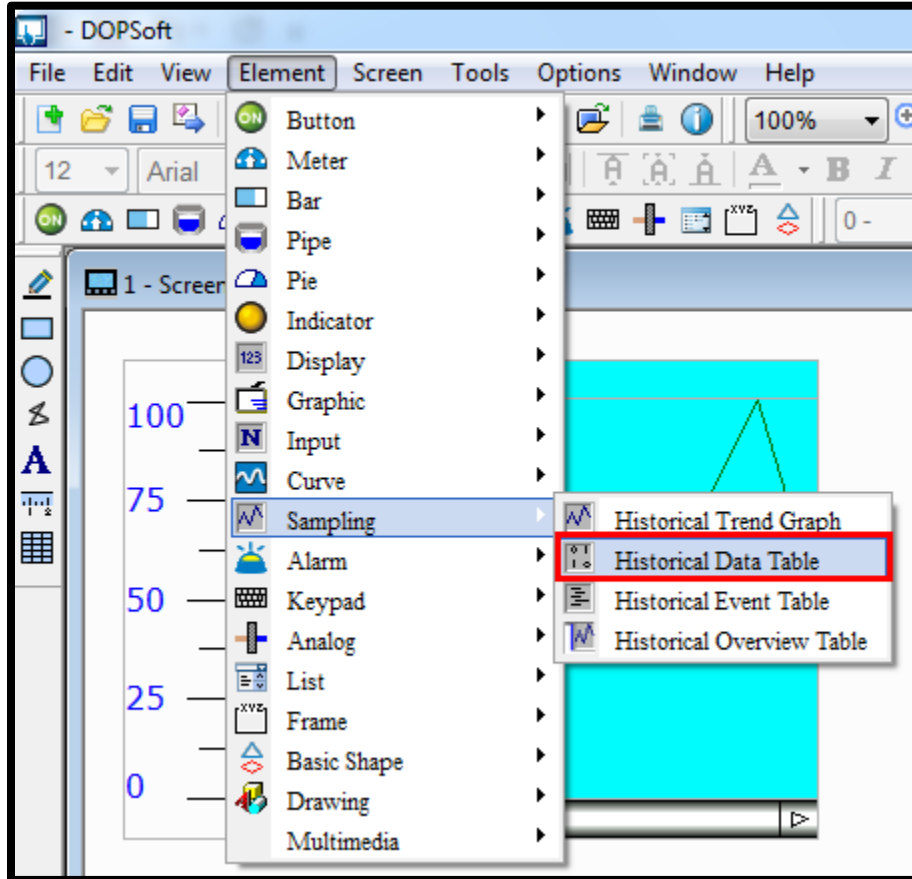 - DOPSoft
File Edit View Element Screen Tools Options Window Help
100%
12 Arial A B I
0 -
1 - Screen
Button
Meter
Bar
Pipe
Pie
Indicator
Display
Graphic
Input
Curve
Sampling
Alarm
Keypad
Analog
List
Frame
Basic Shape
Drawing
Multimedia
Historical Trend Graph
Historical Data Table
Historical Event Table
Historical Overview Table
100
75
50
25
0